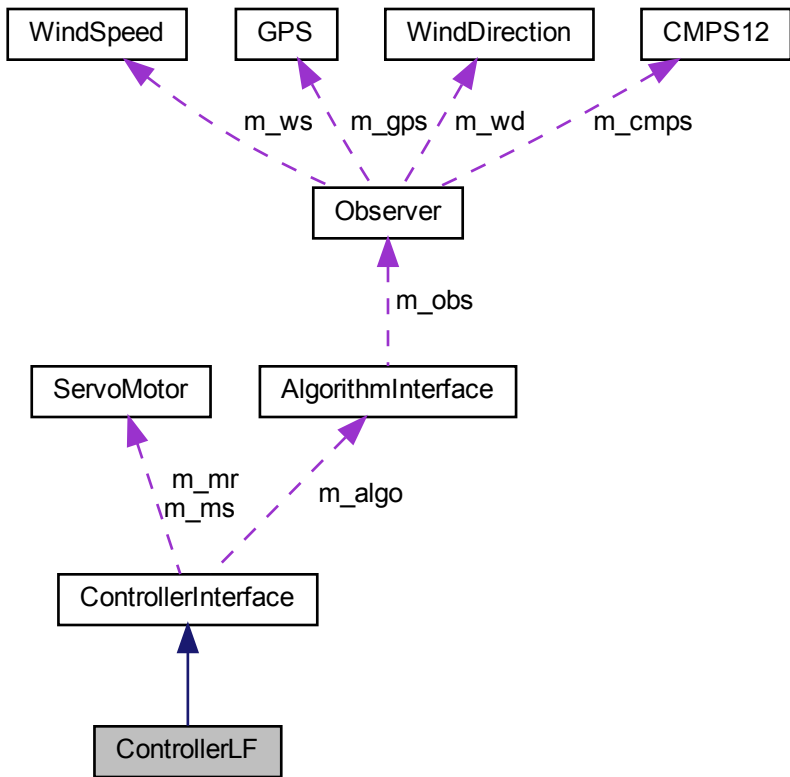 WindSpeed
GPS
WindDirection
CMPS12
m_ws
m_gps
m_wd
m_cmps
Observer
m_obs
ServoMotor
AlgorithmInterface
m_mr
m_ms
m_algo
ControllerInterface
ControllerLF